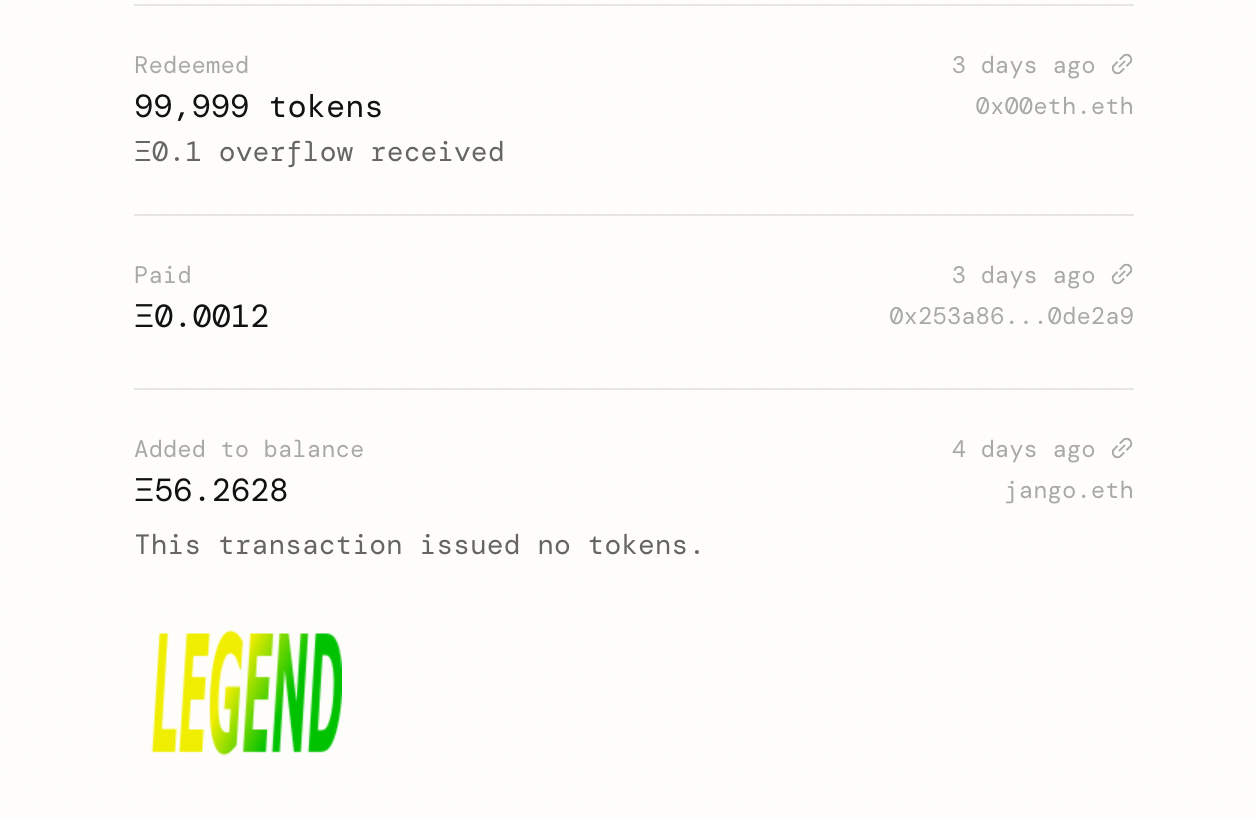 Redeemed 3 days ago
99,999 tokens 0x00eth.eth
Ξ0.1 overflow received
Paid 3 days ago
Ξ0.0012 0x253a86...0de2a9
Added to balance 4 days ago
Ξ56.2628 jango.eth
This transaction issued no tokens.
LEGEND